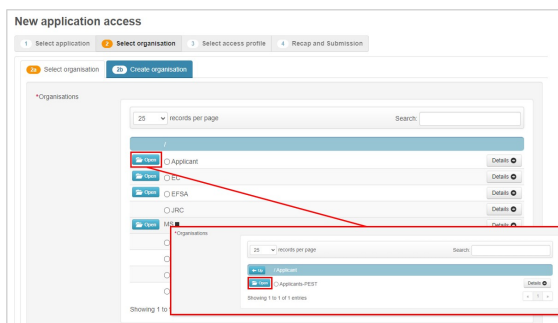 New application access
1 Select application 2 Select organisation 3 Select access profile 4 Recap and Submission
2a Select organisation 2b Create organisation
*Organisations
25 records per page Search:
/
Open Applicant Details
Open EC Details
Open EFSA Details
JRC Details
Open MS Details
Showing 1 to
*Organisations
25 records per page Search:
Up / Applicant
Open Applicants-PEST Details
Showing 1 to 1 of 1 entries « 1 »